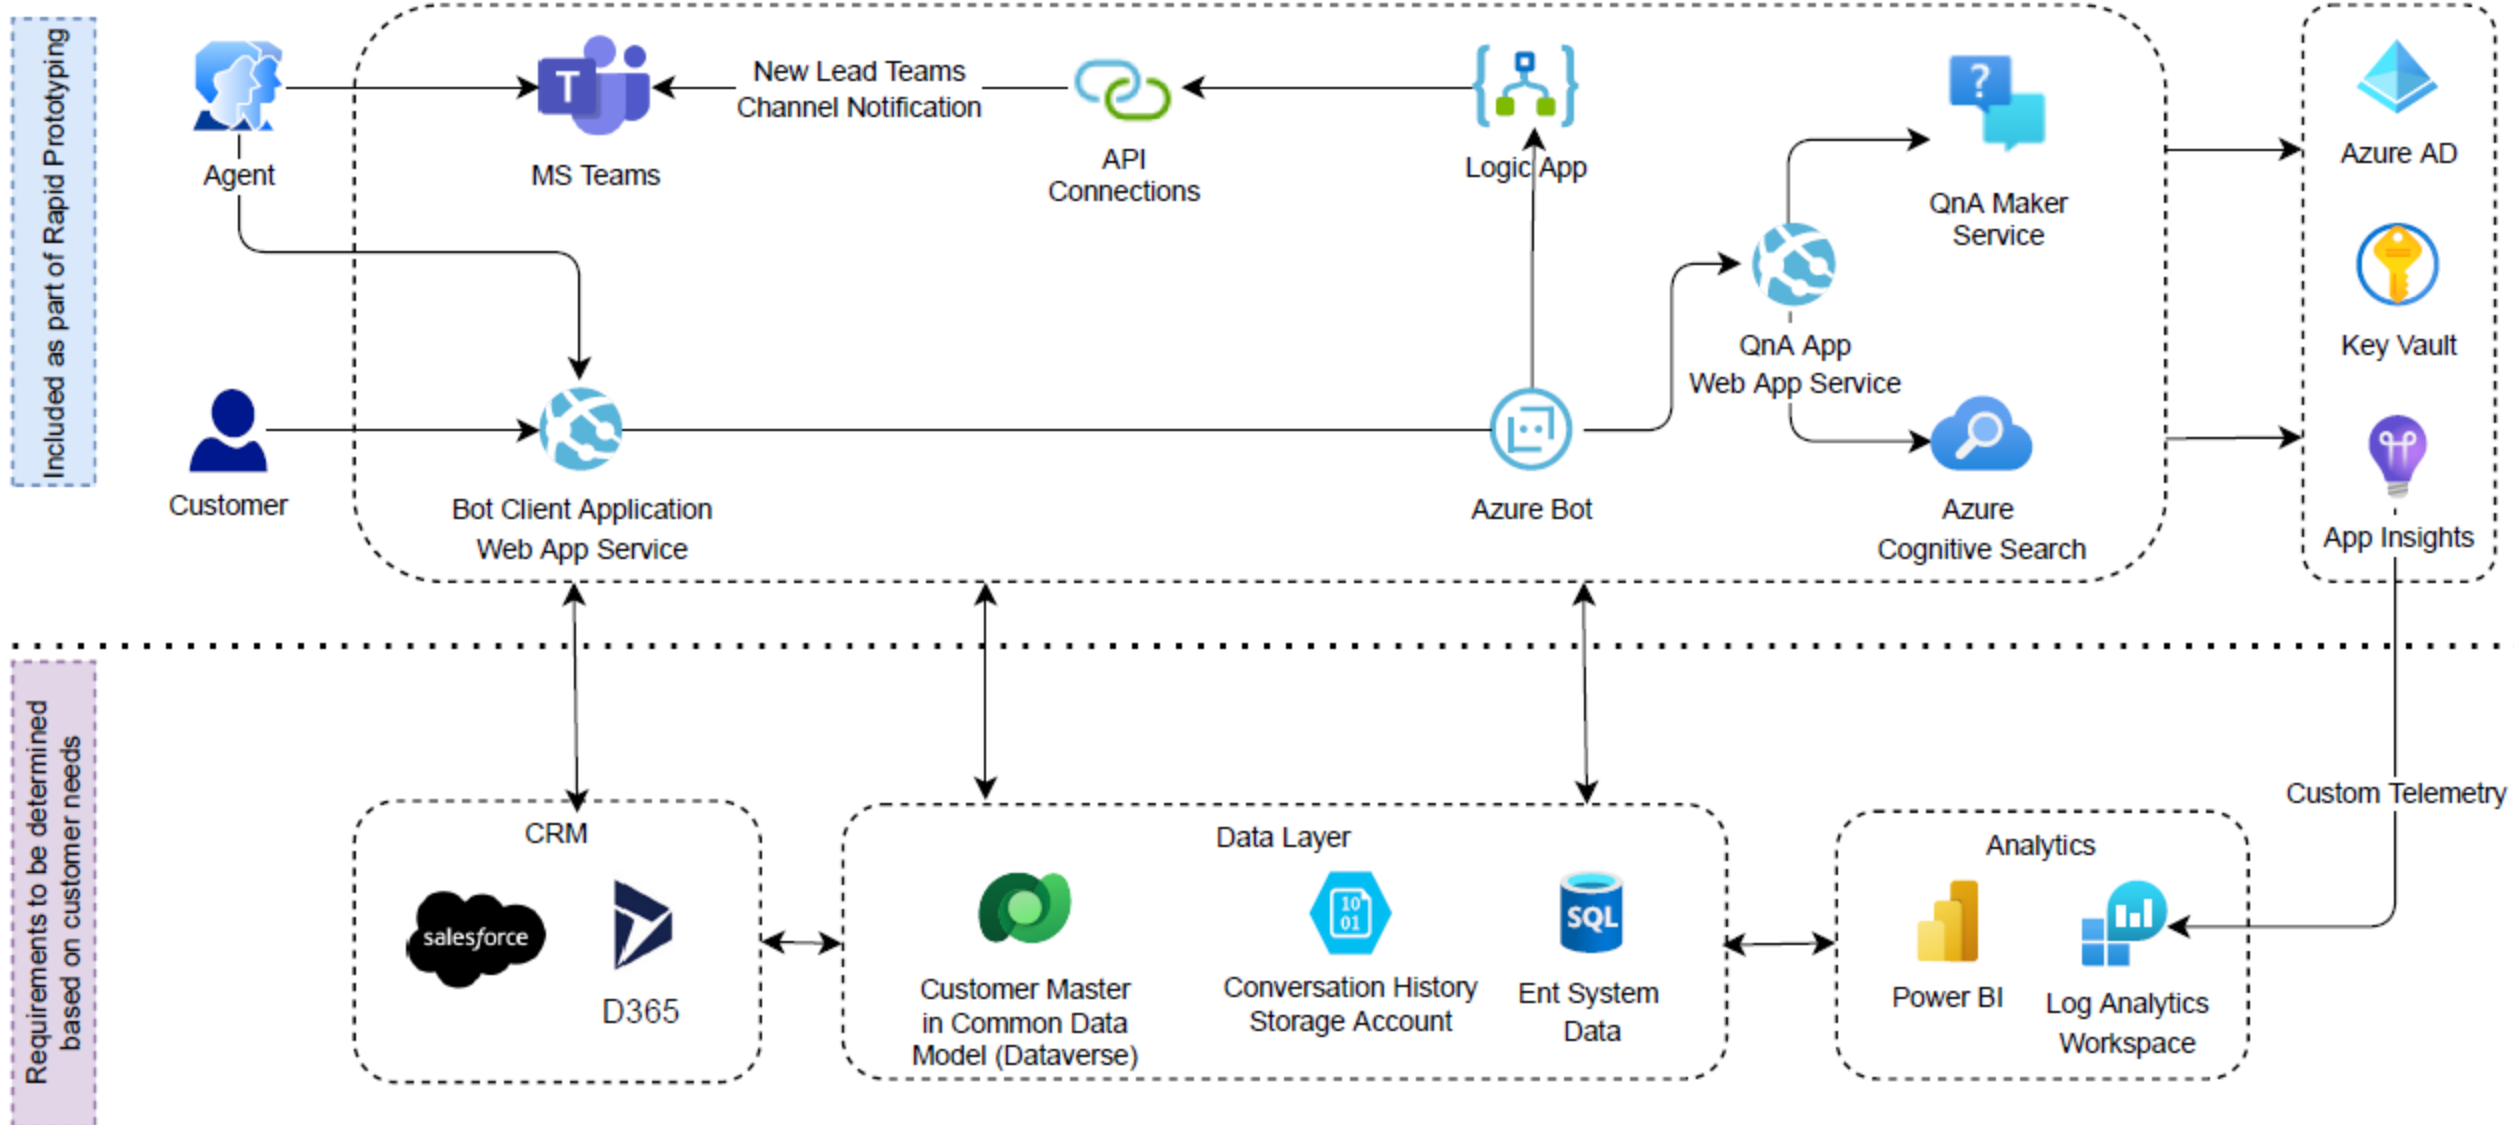 Included as part of Rapid Prototyping
Agent
T
MS Teams
New Lead Teams
Channel Notification
API
Connections
Logic App
?
QnA Maker
Service
Azure AD
Key Vault
App Insights
QnA App
Web App Service
Customer
Bot Client Application
Web App Service
Azure Bot
Azure
Cognitive Search
Requirements to be determined
based on customer needs
CRM
salesforce
D365
Data Layer
Customer Master
in Common Data
Model (Dataverse)
10
01
Conversation History
Storage Account
SQL
Ent System
Data
Analytics
Power BI
Log Analytics
Workspace
Custom Telemetry